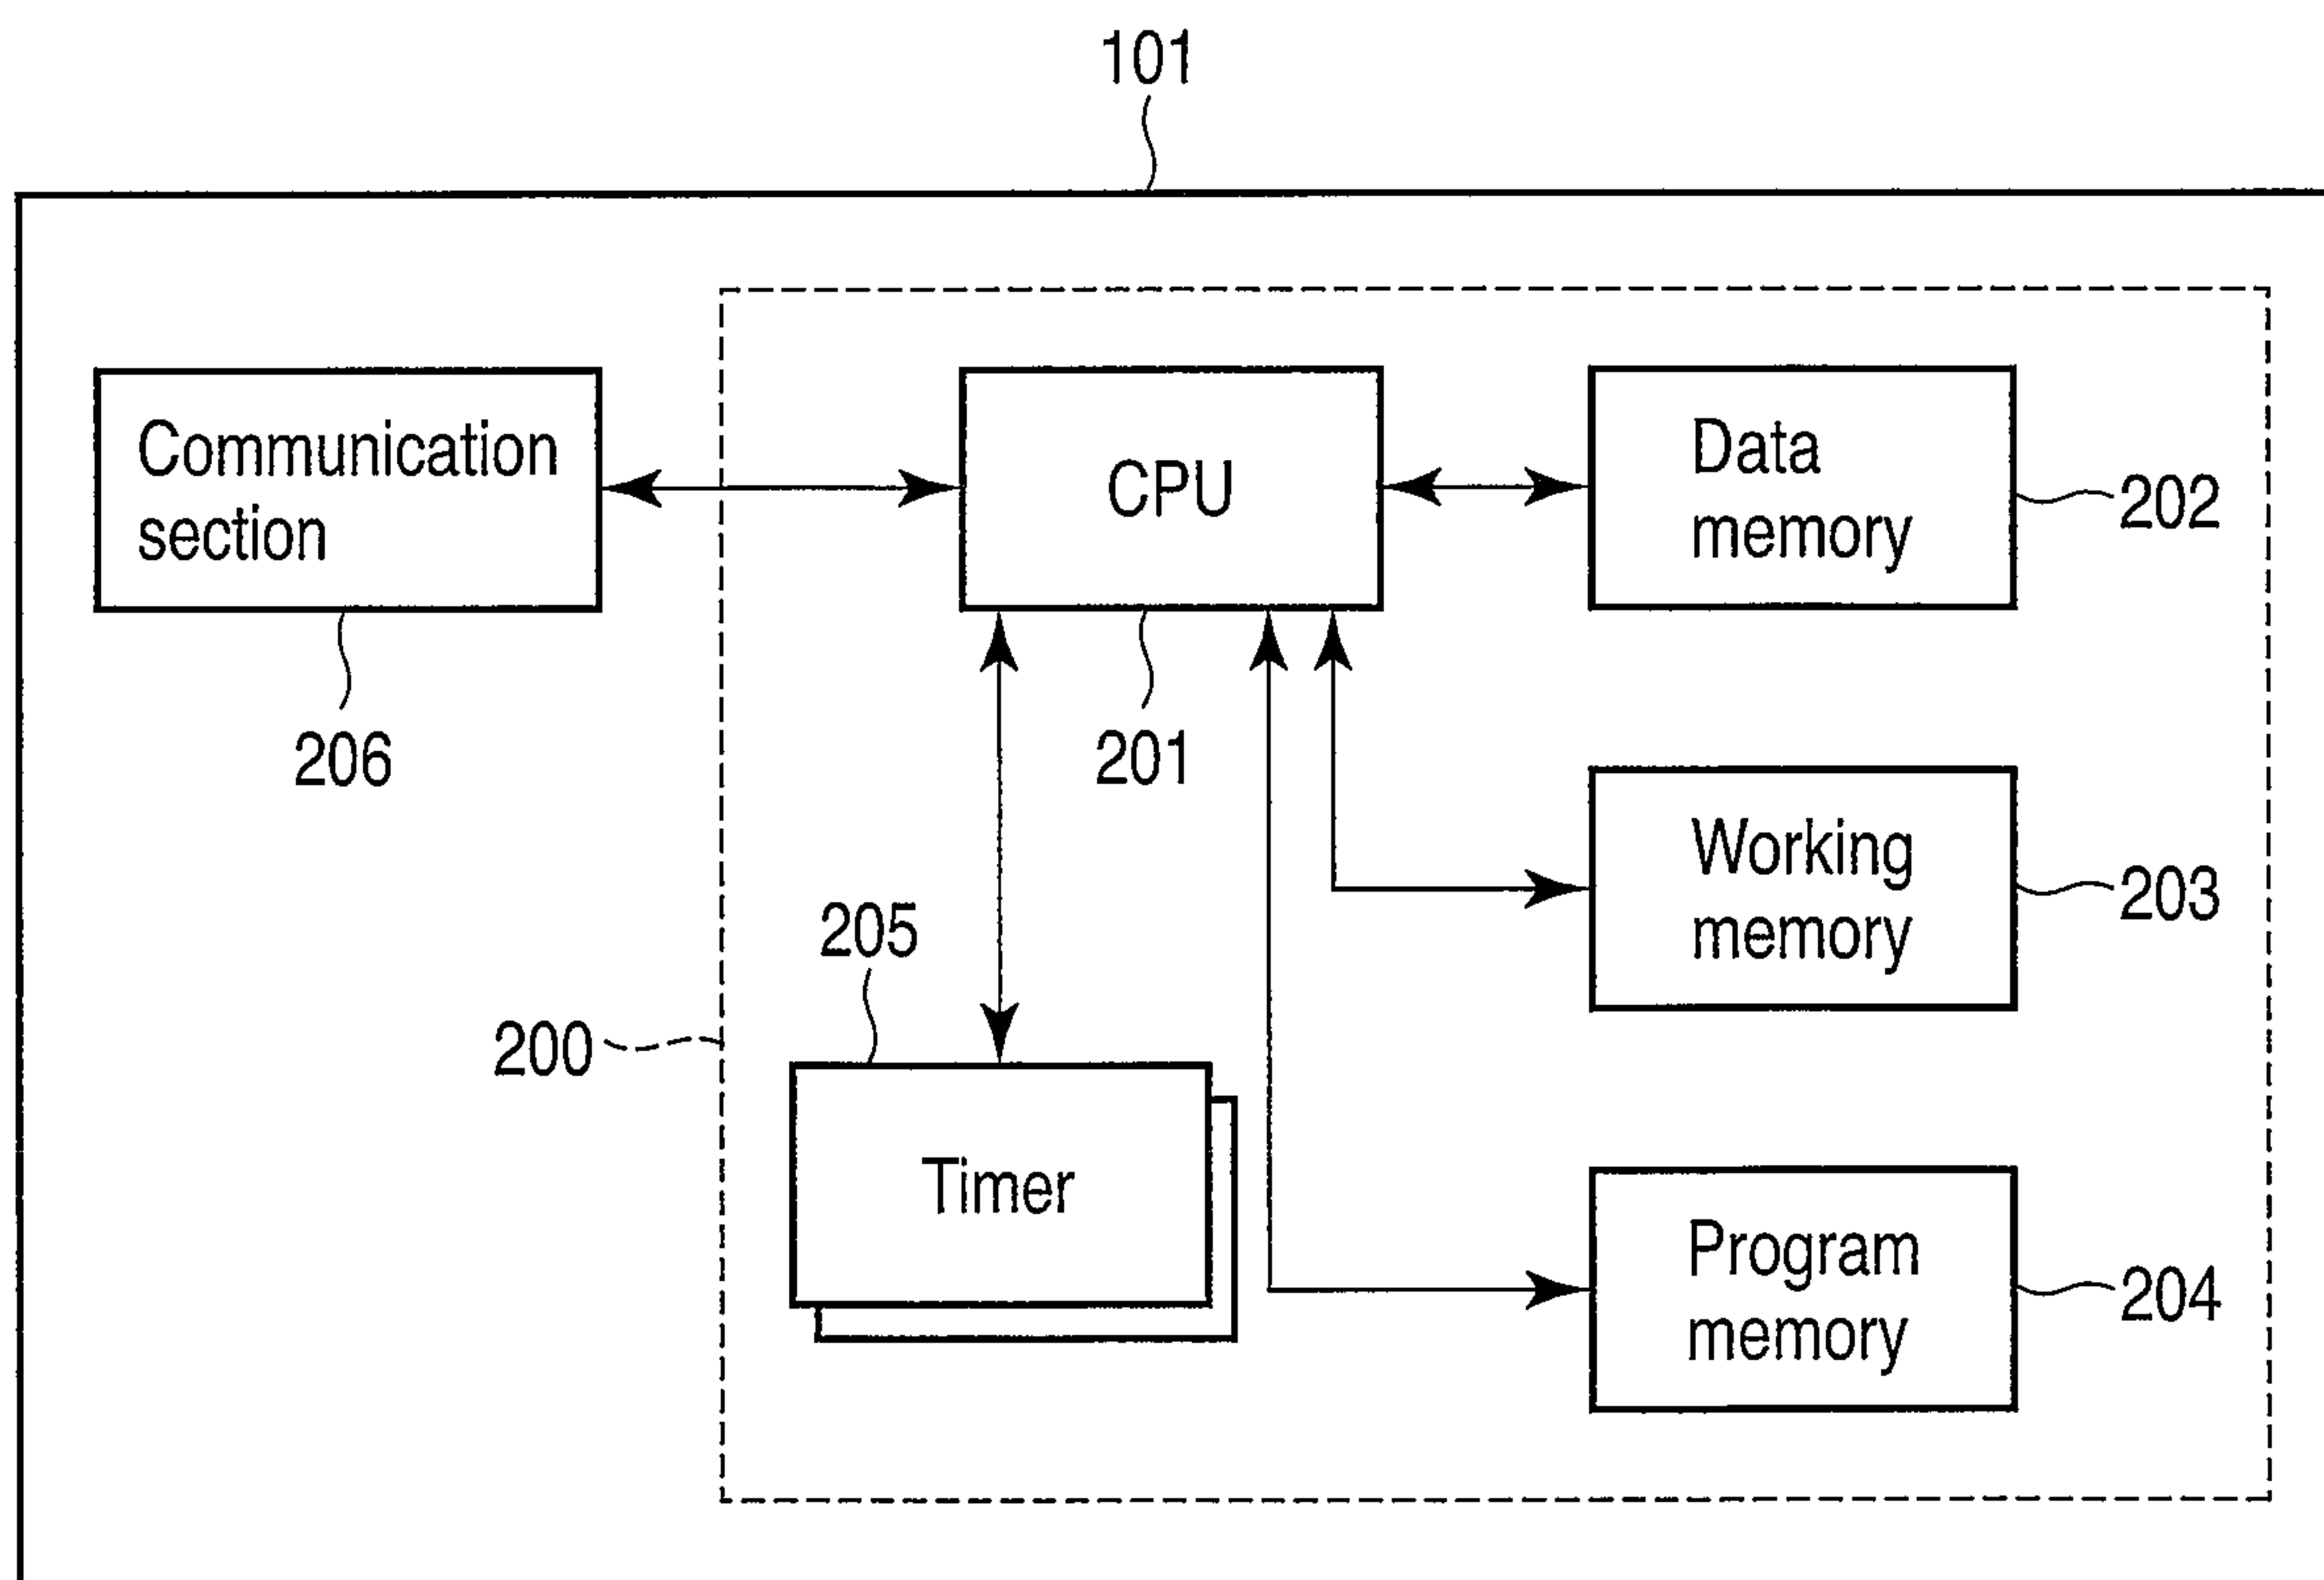 101
Communication
section
CPU
Data
memory
202
206
201
Working
memory
203
205
200
Timer
Program
memory
204